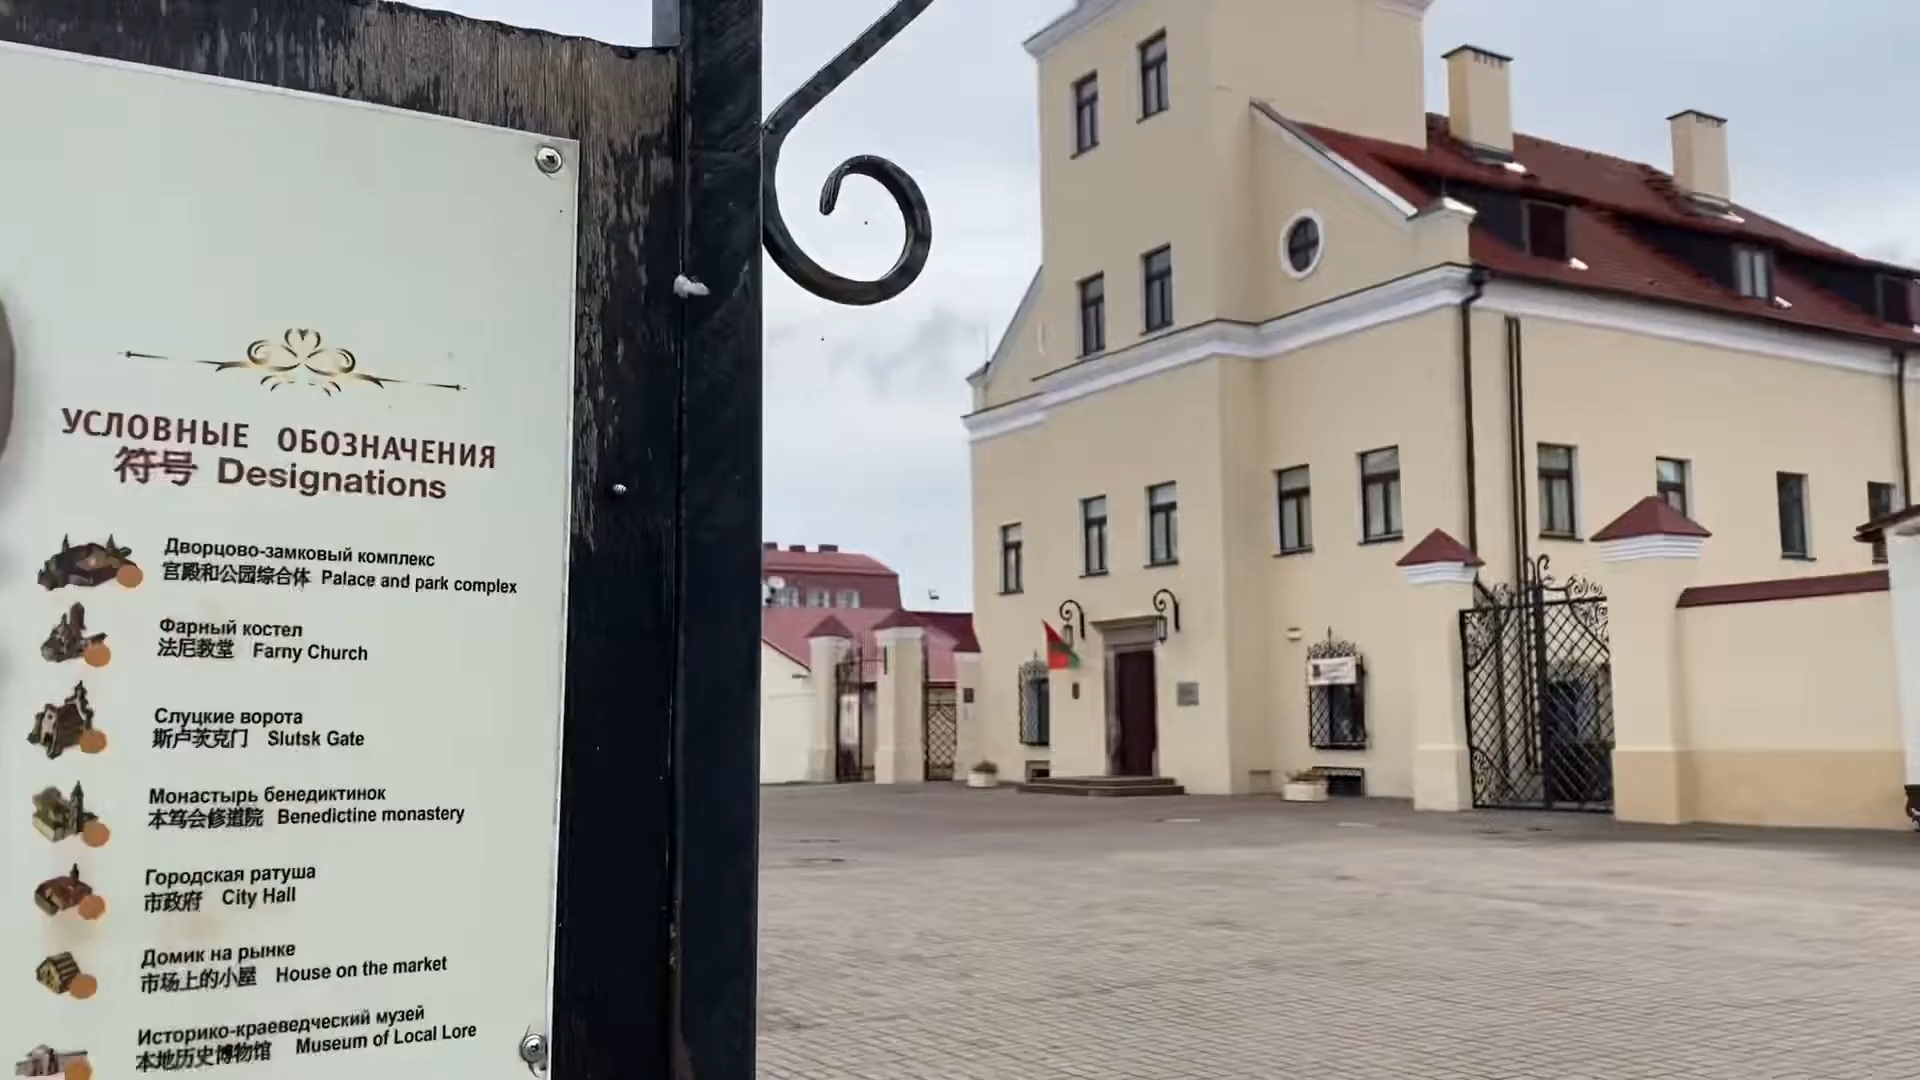 УСЛОВНЫЕ ОБОЗНАЧЕНИЯ
符号 Designations
Дворцово-замковый комплекс
宫殿和公园综合体 Palace and park complex
Фарный костел
法尼教堂 Farny Church
Слуцкие ворота
斯卢茨克门 Slutsk Gate
Монастырь бенедиктинок
本笃会修道院 Benedictine monastery
Городская ратуша
市政府 City Hall
Домик на рынке
市场上的小屋 House on the market
Историко-краеведческий музей
本地历史博物馆 Museum of Local Lore